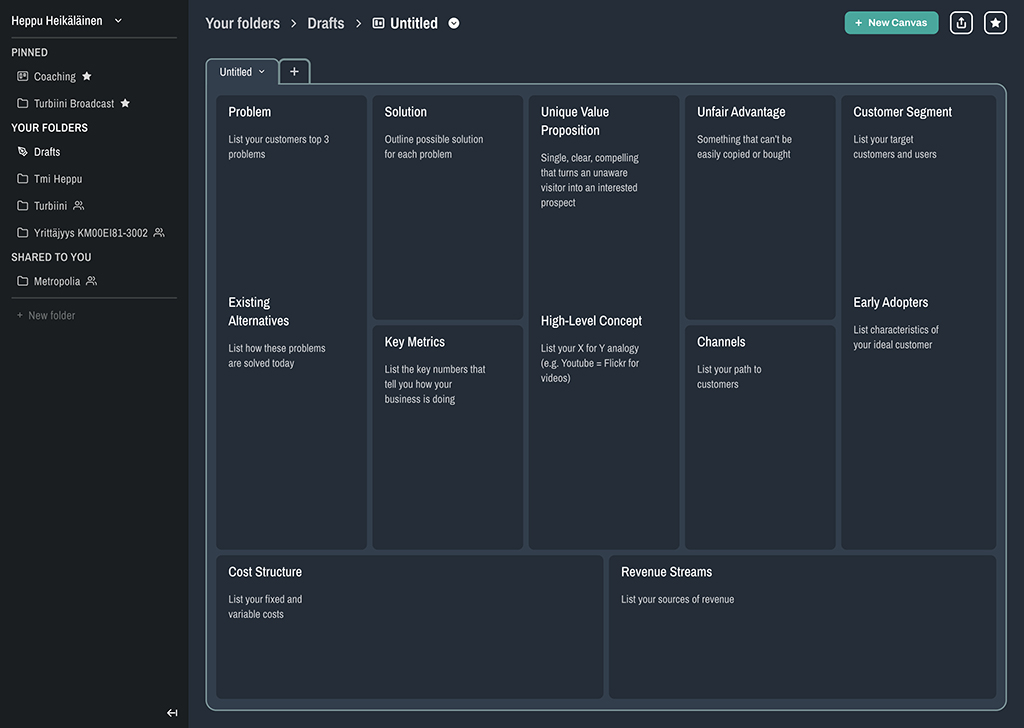 Heppu Heikäläinen
PINNED
Coaching
Turbiini Broadcast
YOUR FOLDERS
Drafts
Tmi Heppu
Turbiini
Yrittäjyys KM00EI81-3002
SHARED TO YOU
Metropolia
+ New folder
Your folders > Drafts > Untitled
+ New Canvas
Untitled
+
Problem
List your customers top 3
problems
Existing
Alternatives
List how these problems
are solved today
Solution
Outline possible solution
for each problem
Key Metrics
List the key numbers that
tell you how your
business is doing
Unique Value
Proposition
Single, clear, compelling
that turns an unaware
visitor into an interested
prospect
High-Level Concept
List your X for Y analogy
(e.g. Youtube = Flickr for
videos)
Unfair Advantage
Something that can't be
easily copied or bought
Channels
List your path to
customers
Customer Segment
List your target
customers and users
Early Adopters
List characteristics of
your ideal customer
Cost Structure
List your fixed and
variable costs
Revenue Streams
List your sources of revenue